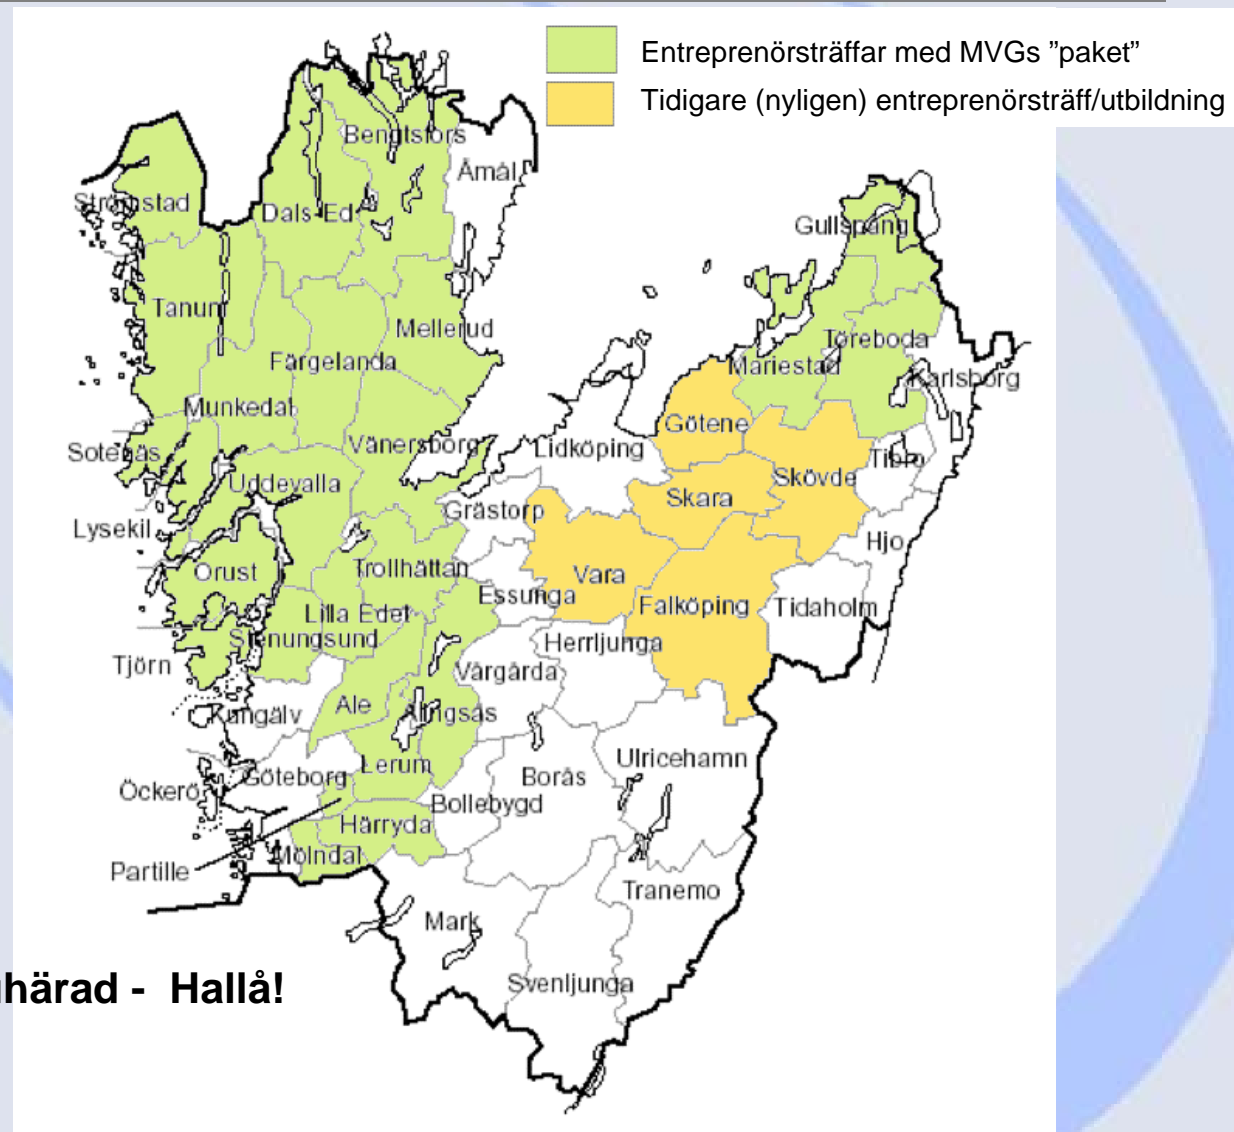 Entreprenörsträffar med MVGs ”paket”
Tidigare (nyligen) entreprenörsträff/utbildning
Bengtsfors
Åmål
Strömstad
Dals-Ed
Gullspång
Tanum
Mellerud
Töreboda
Färgelanda
Mariestad
Karlsborg
Munkedal
Götene
Sotenäs
Vänersborg
Lidköping
Tibro
Uddevalla
Skövde
Skara
Grästorp
Lysekil
Hjo
Orust
Trollhättan
Vara
Essunga
Falköping
Tidaholm
Lilla Edet
Stenungsund
Herrljunga
Tjörn
Vårgårda
Kungälv
Ale
Alingsås
Ulricehamn
Göteborg
Lerum
Borås
Öckerö
Bollebygd
Härryda
Mölndal
Partille
Tranemo
Mark
Svenljunga
härad - Hallå!